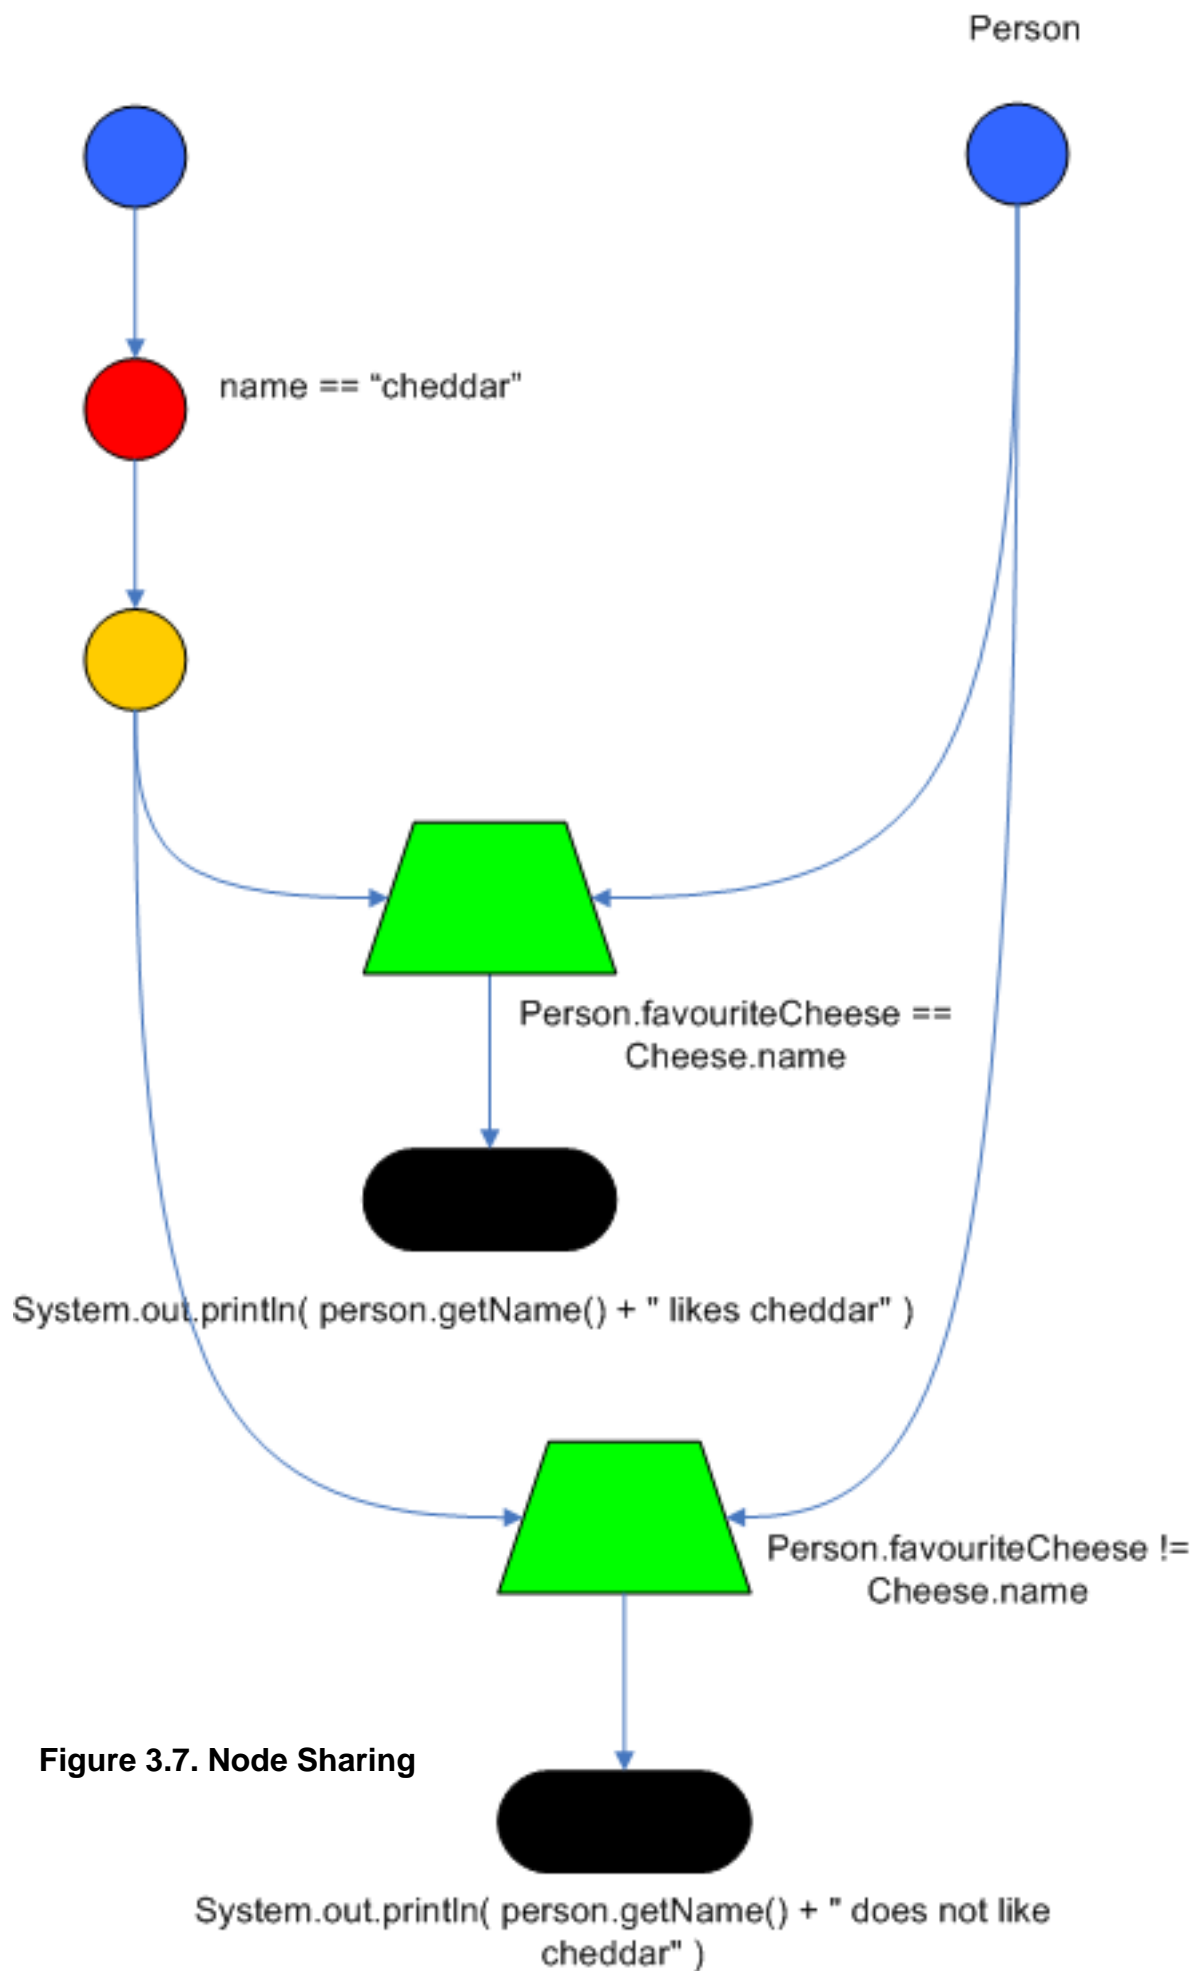 Person
name == “cheddar”
Person.favouriteCheese ==
Cheese.name
System.out.println( person.getName() + " likes cheddar" )
Person.favouriteCheese !=
Cheese.name
Figure 3.7. Node Sharing
System.out.println( person.getName() + " does not like
cheddar" )